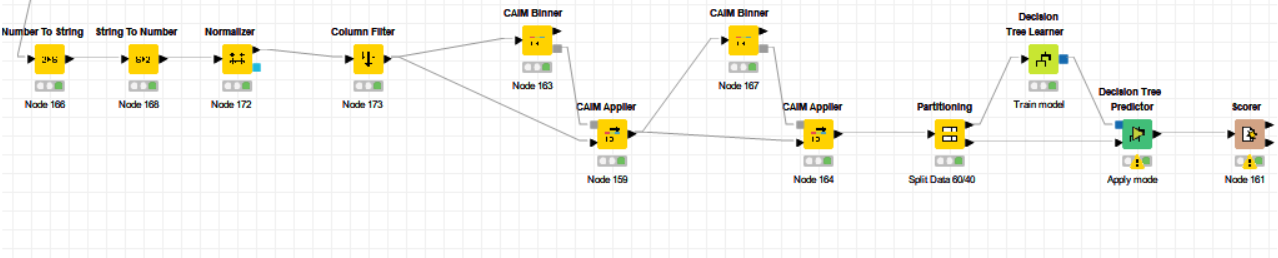 CAIM Binner
CAIM Binner
Decision
Tree Learner
Number To String
String To Number
Normalizer
Column Filter
Node 163
Node 167
Node 166
Node 168
Node 172
Node 173
CAIM Applier
CAIM Applier
Partitioning
Train model
Decision Tree
Predictor
Scorer
Node 159
Node 164
Split Data 60/40
Apply mode
Node 161